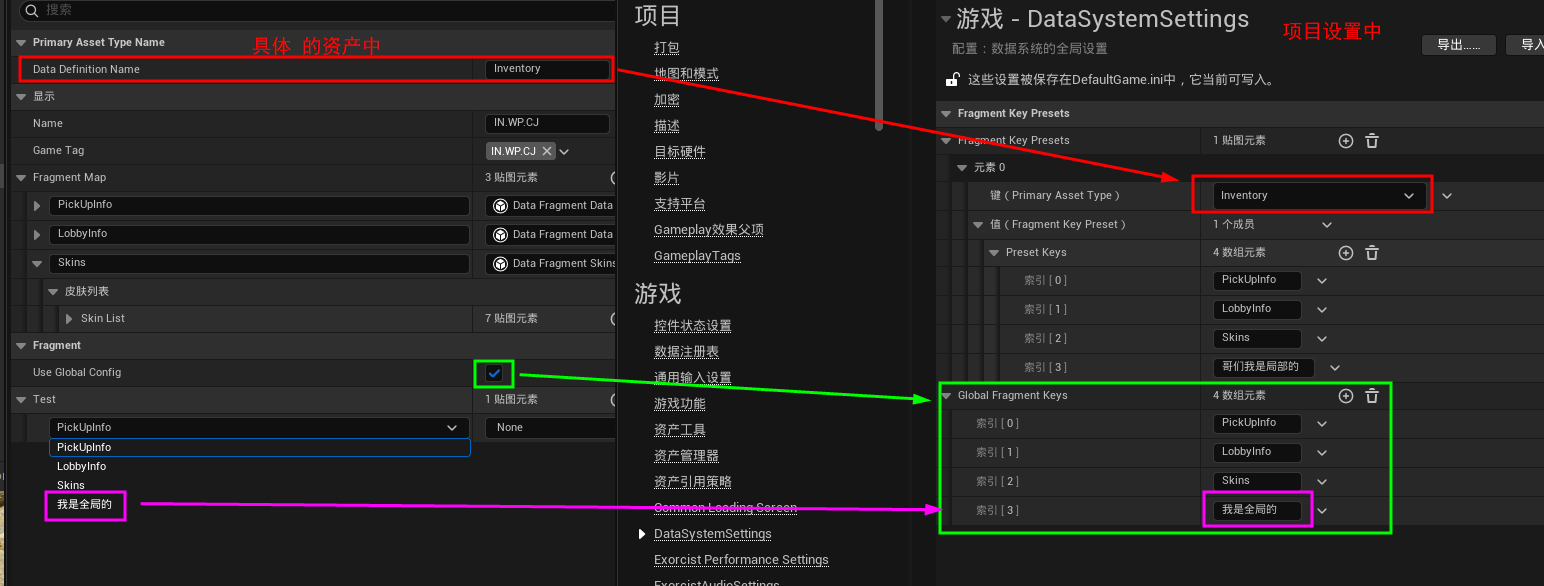 搜索
Primary Asset Type Name
具体 的资产中
Data Definition Name
Inventory
显示
Name
IN.WP.CJ
Game Tag
IN.WP.CJ
Fragment Map
3 贴图元素
PickUpInfo
Data Fragment Data
LobbyInfo
Data Fragment Data
Skins
Data Fragment Skins
皮肤列表
Skin List
7 贴图元素
Fragment
Use Global Config
Test
1 贴图元素
PickUpInfo
None
PickUpInfo
LobbyInfo
Skins
我是全局的
项目
打包
地图和模式
加密
描述
目标硬件
影片
支持平台
Gameplay效果父项
GameplayTags
游戏
控件状态设置
数据注册表
通用输入设置
游戏功能
资产工具
资产管理器
资产引用策略
Common Loading Screen
DataSystemSettings
Exorcist Performance Settings
ExorcistAudioSettings
游戏 - DataSystemSettings
项目设置中
配置：数据系统的全局设置
导出......
导入
这些设置被保存在DefaultGame.ini中，它当前可写入。
Fragment Key Presets
Fragment Key Presets
1 贴图元素
元素 0
键 ( Primary Asset Type )
Inventory
值 ( Fragment Key Preset )
1 个成员
Preset Keys
4 数组元素
索引 [ 0 ]
PickUpInfo
索引 [ 1 ]
LobbyInfo
索引 [ 2 ]
Skins
索引 [ 3 ]
哥们我是局部的
Global Fragment Keys
4 数组元素
索引 [ 0 ]
PickUpInfo
索引 [ 1 ]
LobbyInfo
索引 [ 2 ]
Skins
索引 [ 3 ]
我是全局的